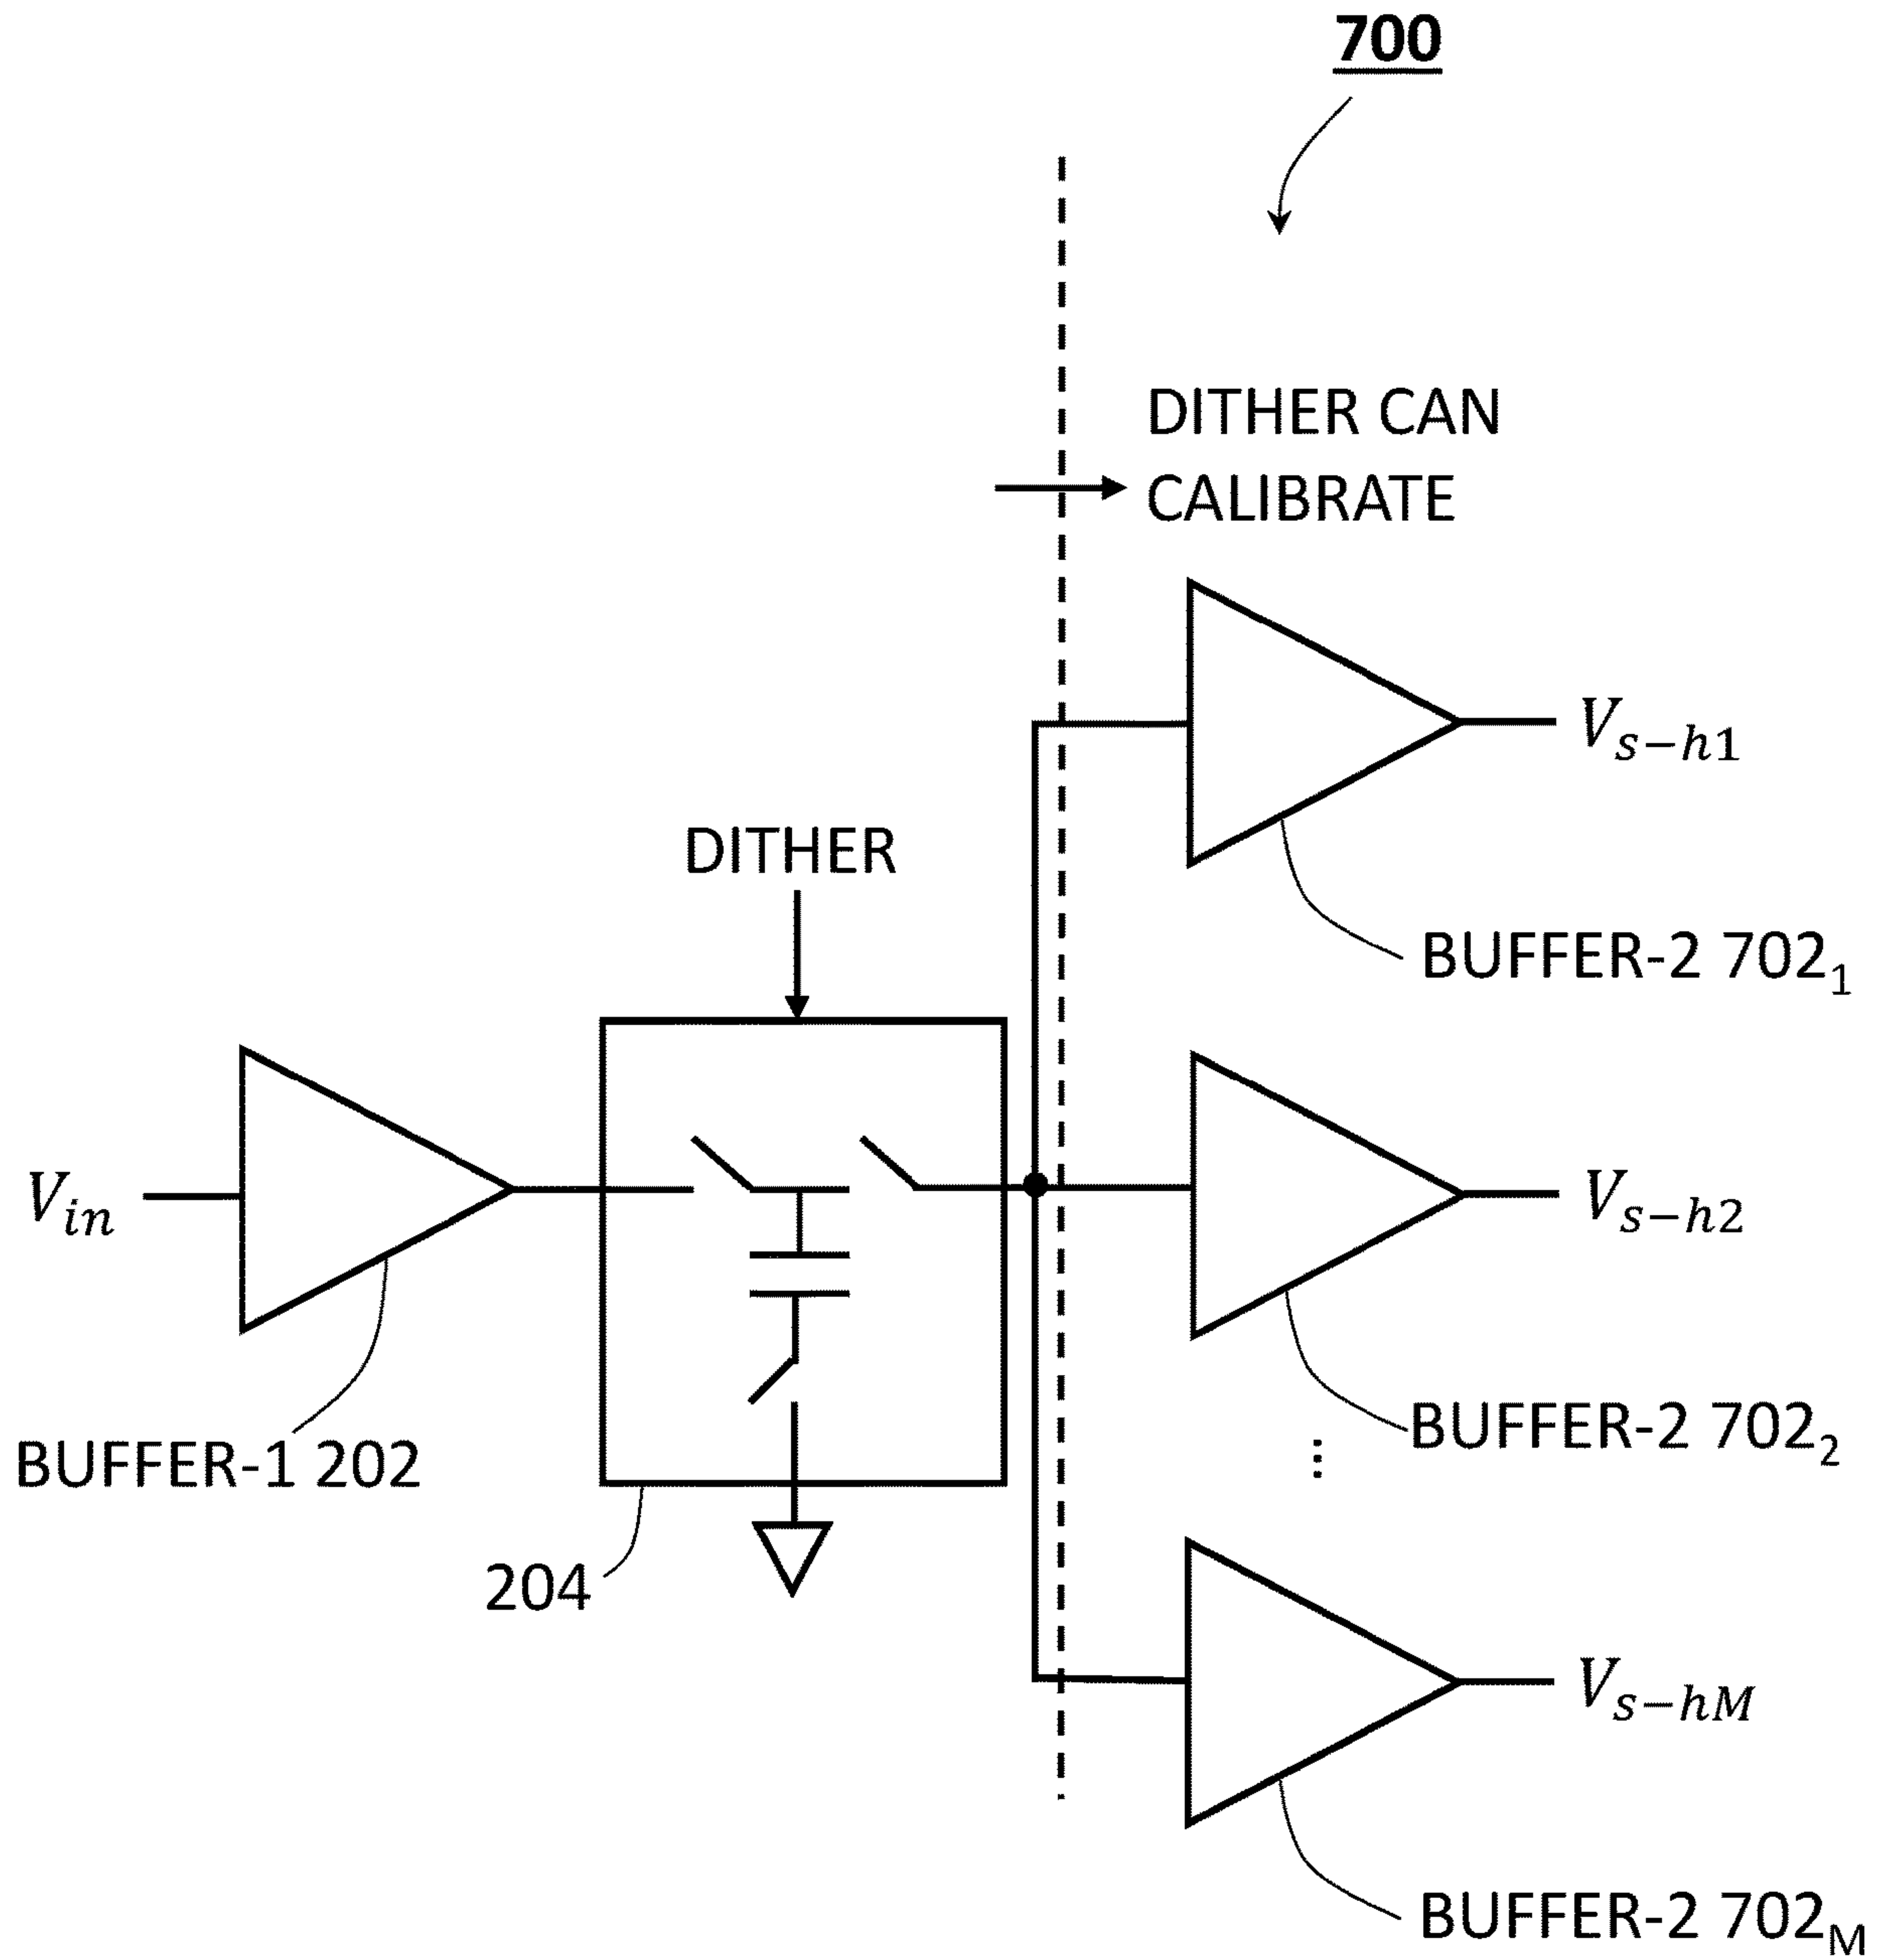 700
DITHER CAN
CALIBRATE
V_{s-h1}
DITHER
BUFFER-2 702_1
V_{in}
V_{s-h2}
BUFFER-1 202
BUFFER-2 702_2
⋮
204
V_{s-hM}
BUFFER-2 702_M